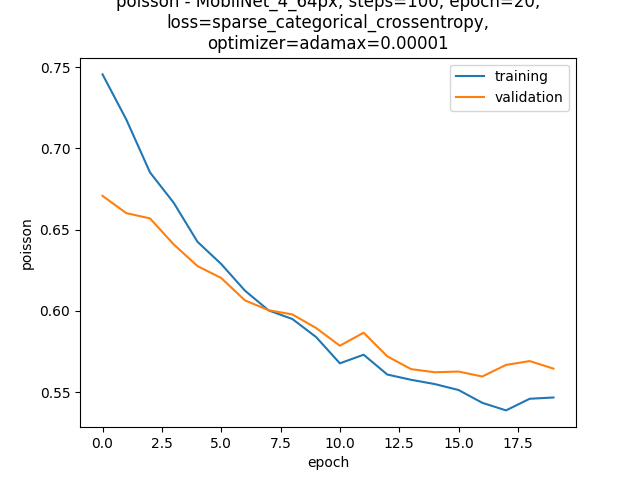 poisson - MobilNet_4_64px, steps=100, epoch=20,
loss=sparse_categorical_crossentropy,
optimizer=adamax=0.00001
training
validation
0.75
0.70
0.65
0.60
0.55
poisson
0.0 2.5 5.0 7.5 10.0 12.5 15.0 17.5
epoch